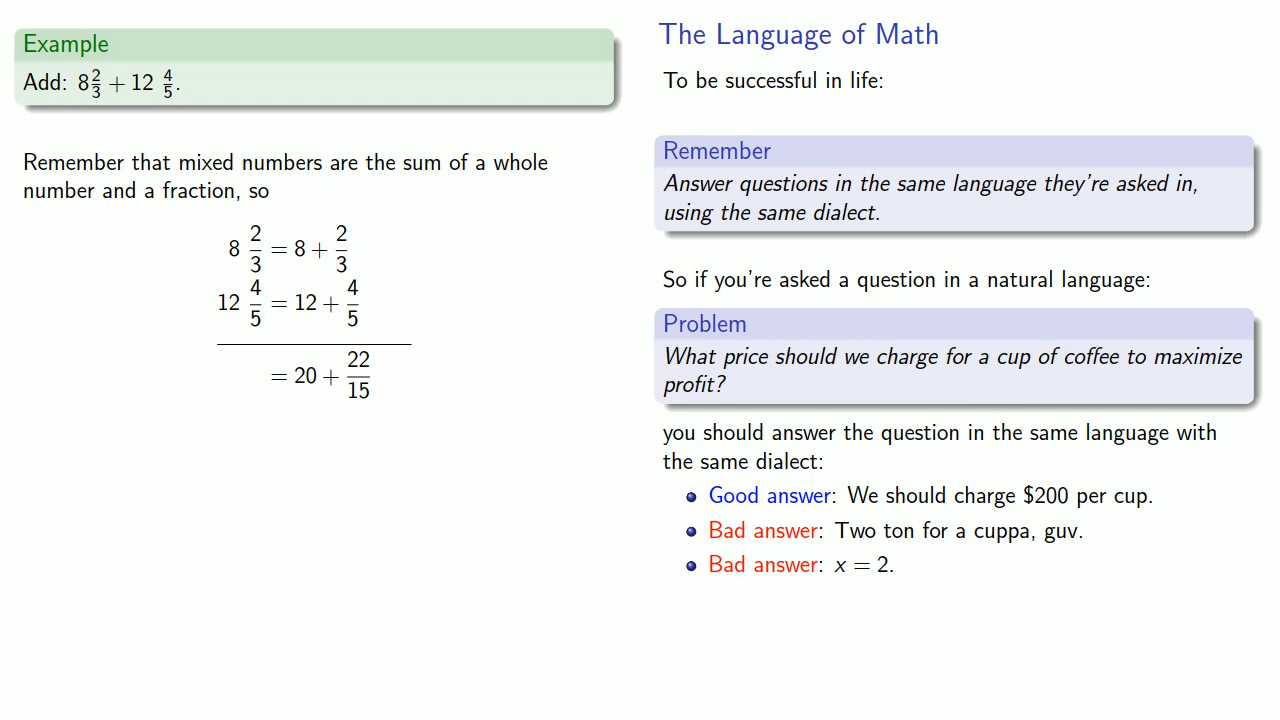 Example
Add: 8 2/3 + 12 4/5.
Remember that mixed numbers are the sum of a whole
number and a fraction, so
8 2/3 = 8 + 2/3
12 4/5 = 12 + 4/5
= 20 + 22/15
The Language of Math
To be successful in life:
Remember
Answer questions in the same language they're asked in,
using the same dialect.
So if you're asked a question in a natural language:
Problem
What price should we charge for a cup of coffee to maximize
profit?
you should answer the question in the same language with
the same dialect:
Good answer: We should charge $200 per cup.
Bad answer: Two ton for a cuppa, guv.
Bad answer: x = 2.